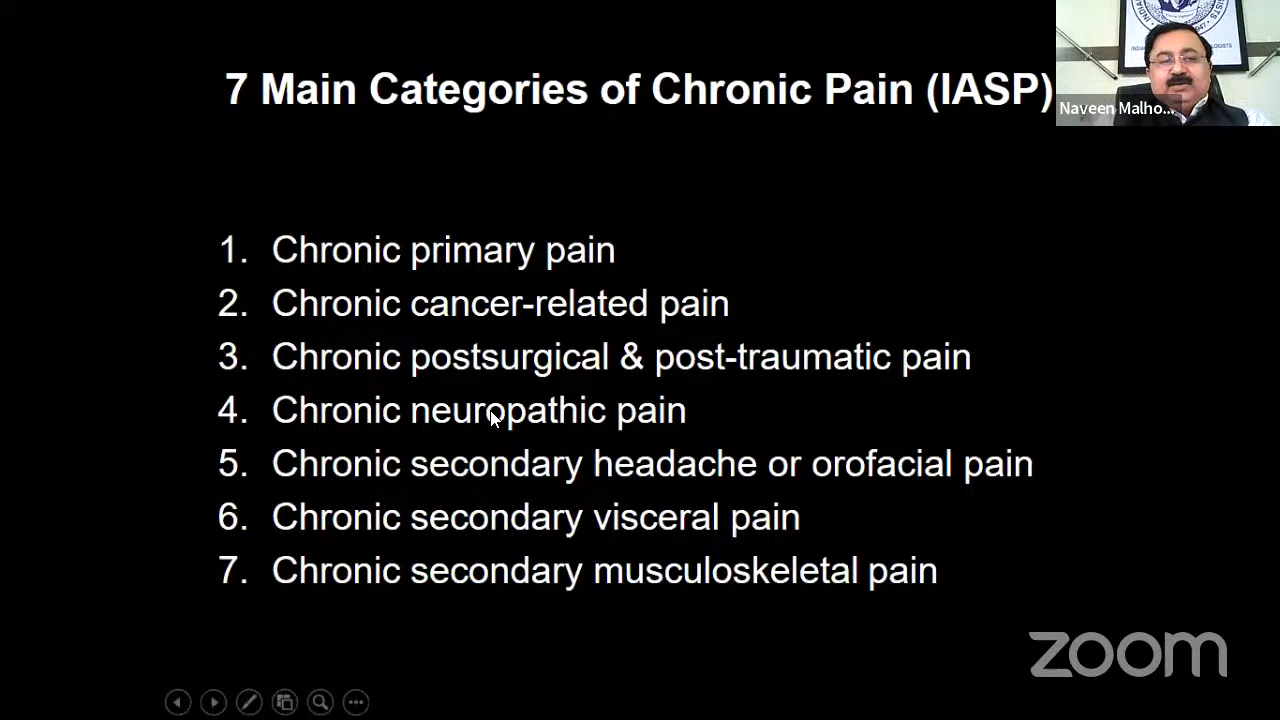 7 Main Categories of Chronic Pain (IASP)
Naveen Malho...
1. Chronic primary pain
2. Chronic cancer-related pain
3. Chronic postsurgical & post-traumatic pain
4. Chronic neuropathic pain
5. Chronic secondary headache or orofacial pain
6. Chronic secondary visceral pain
7. Chronic secondary musculoskeletal pain
zoom